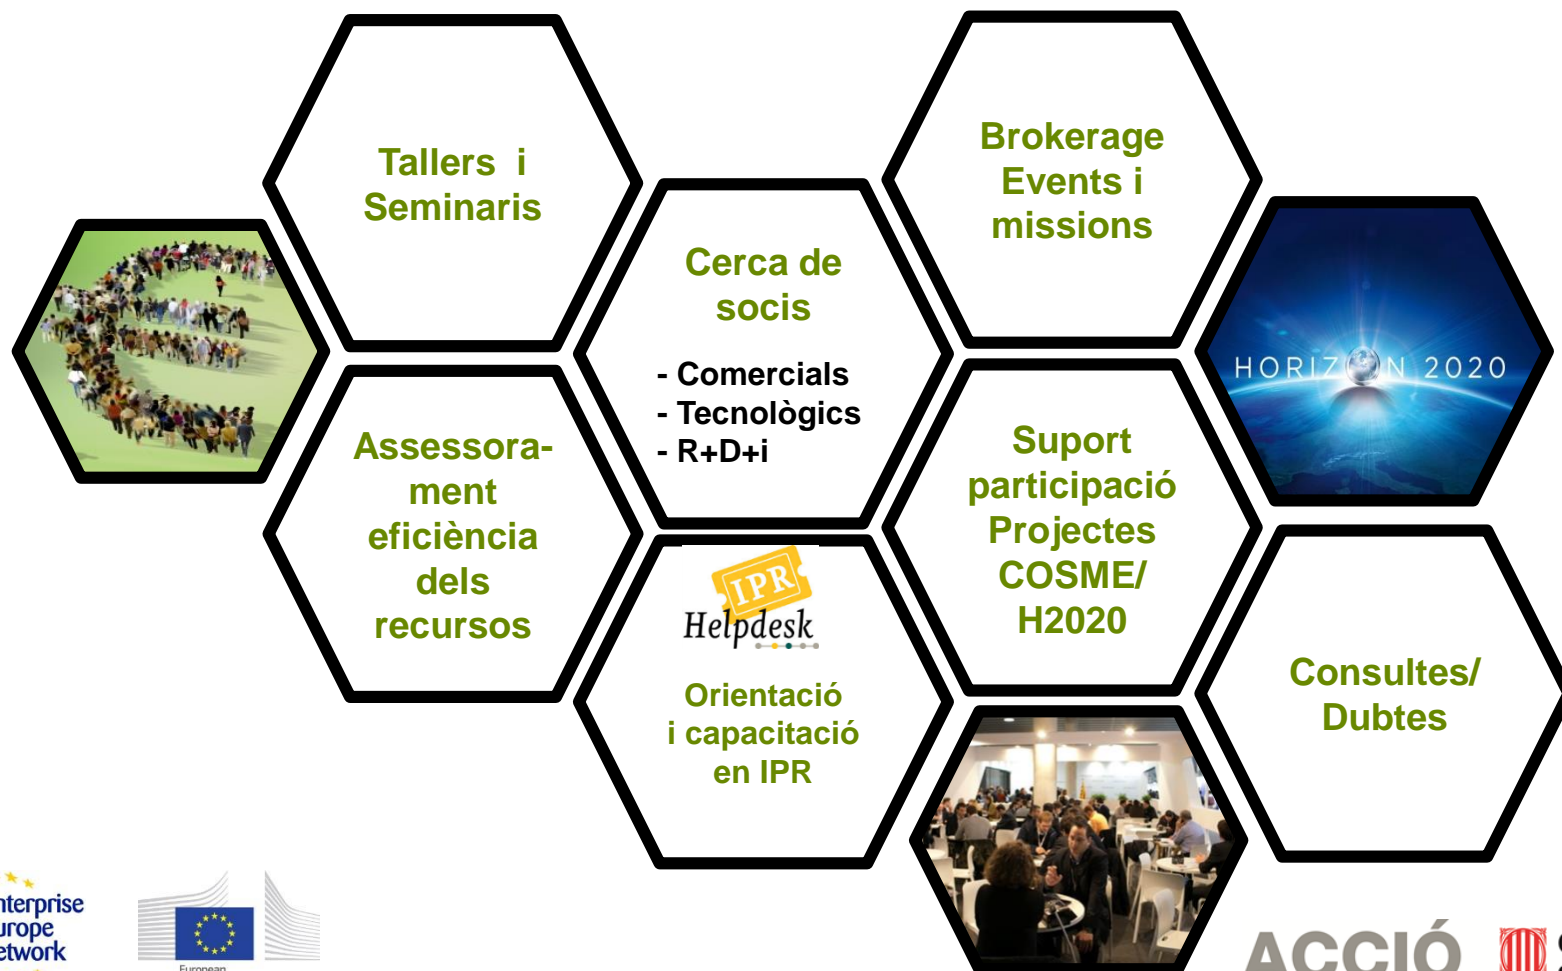 Tallers i
Seminaris
Brokerage
Events i
missions
Cerca de
socis
- Comercials
- Tecnològics
- R+D+i
HORIZON 2020
Assessora-
ment
eficiència
dels
recursos
Suport
participació
Projectes
COSME/
H2020
IPR
Helpdesk
Orientació
i capacitació
en IPR
Consultes/
Dubtes
nterprise
urope
etwork
European
ACCIÓ